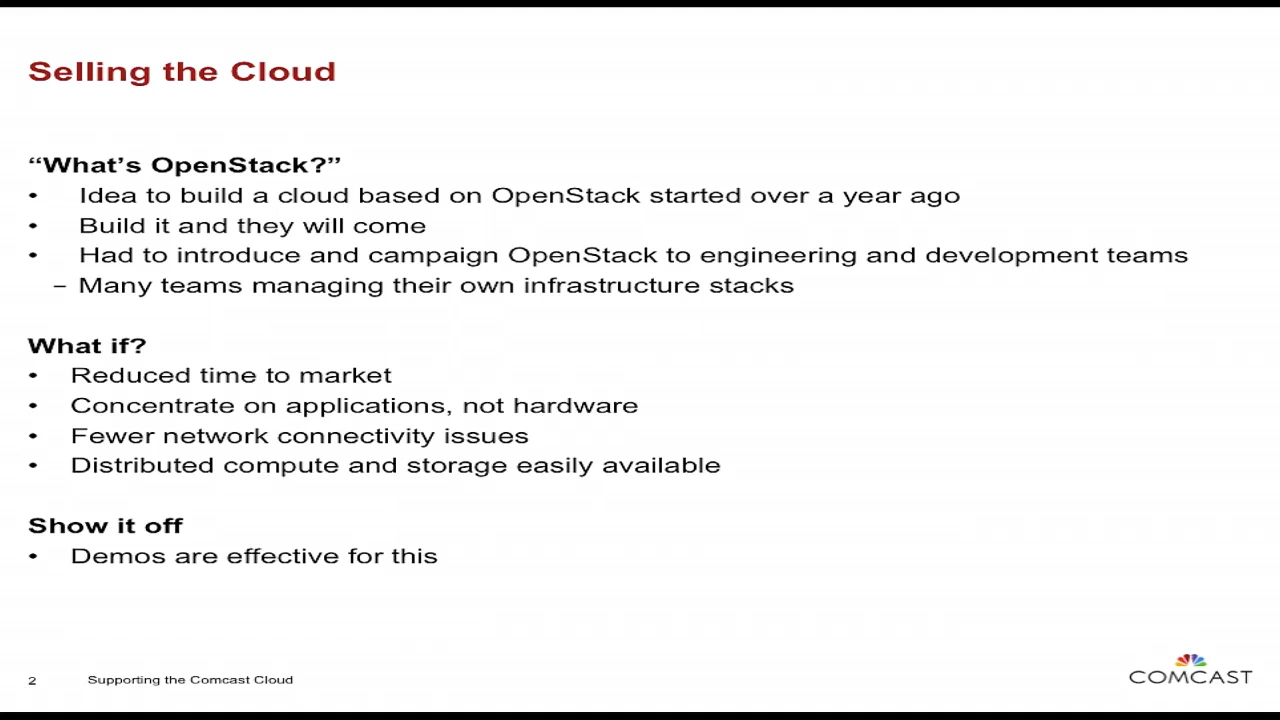 Selling the Cloud
“What’s OpenStack?”
• Idea to build a cloud based on OpenStack started over a year ago
• Build it and they will come
• Had to introduce and campaign OpenStack to engineering and development teams
– Many teams managing their own infrastructure stacks
What if?
• Reduced time to market
• Concentrate on applications, not hardware
• Fewer network connectivity issues
• Distributed compute and storage easily available
Show it off
• Demos are effective for this
2 Supporting the Comcast Cloud
COMCAST